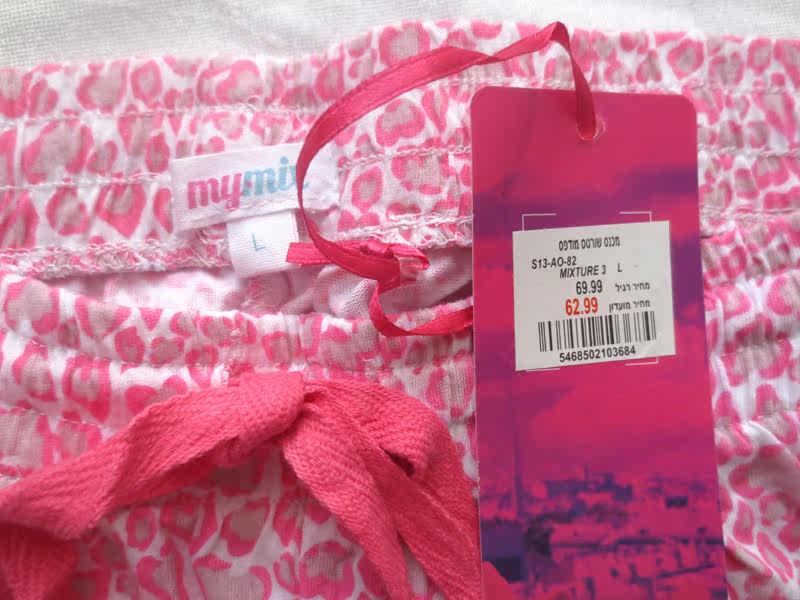 mymix
L
מכנס שורטס מודפס
S13-AO-82
MIXTURE 3 L
מחיר רגיל 69.99
מחיר מועדון 62.99
5468502103684